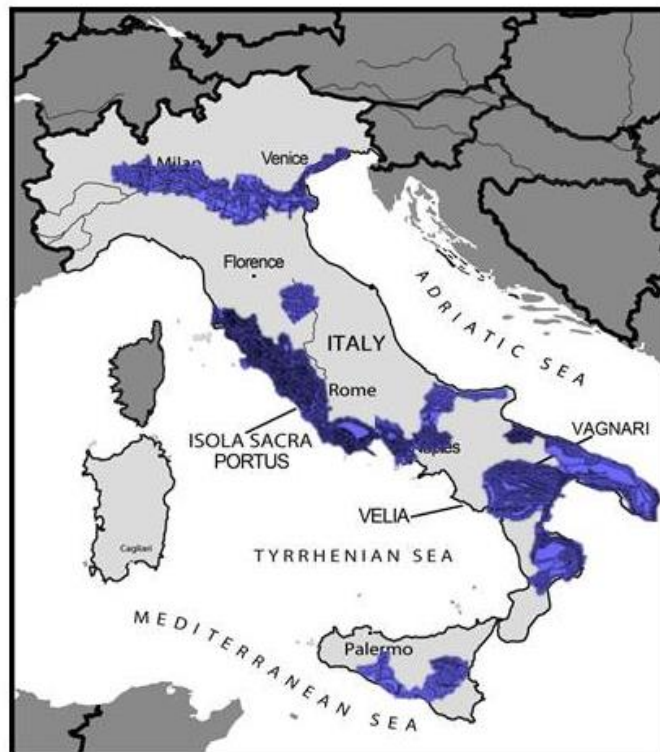 Milan
Venice
Florence
ITALY
ADRIATIC SEA
Rome
ISOLA SACRA
PORTUS
Naples
VAGNARI
VELIA
Cagliari
TYRRHENIAN SEA
MEDITERRANEAN SEA
Palermo